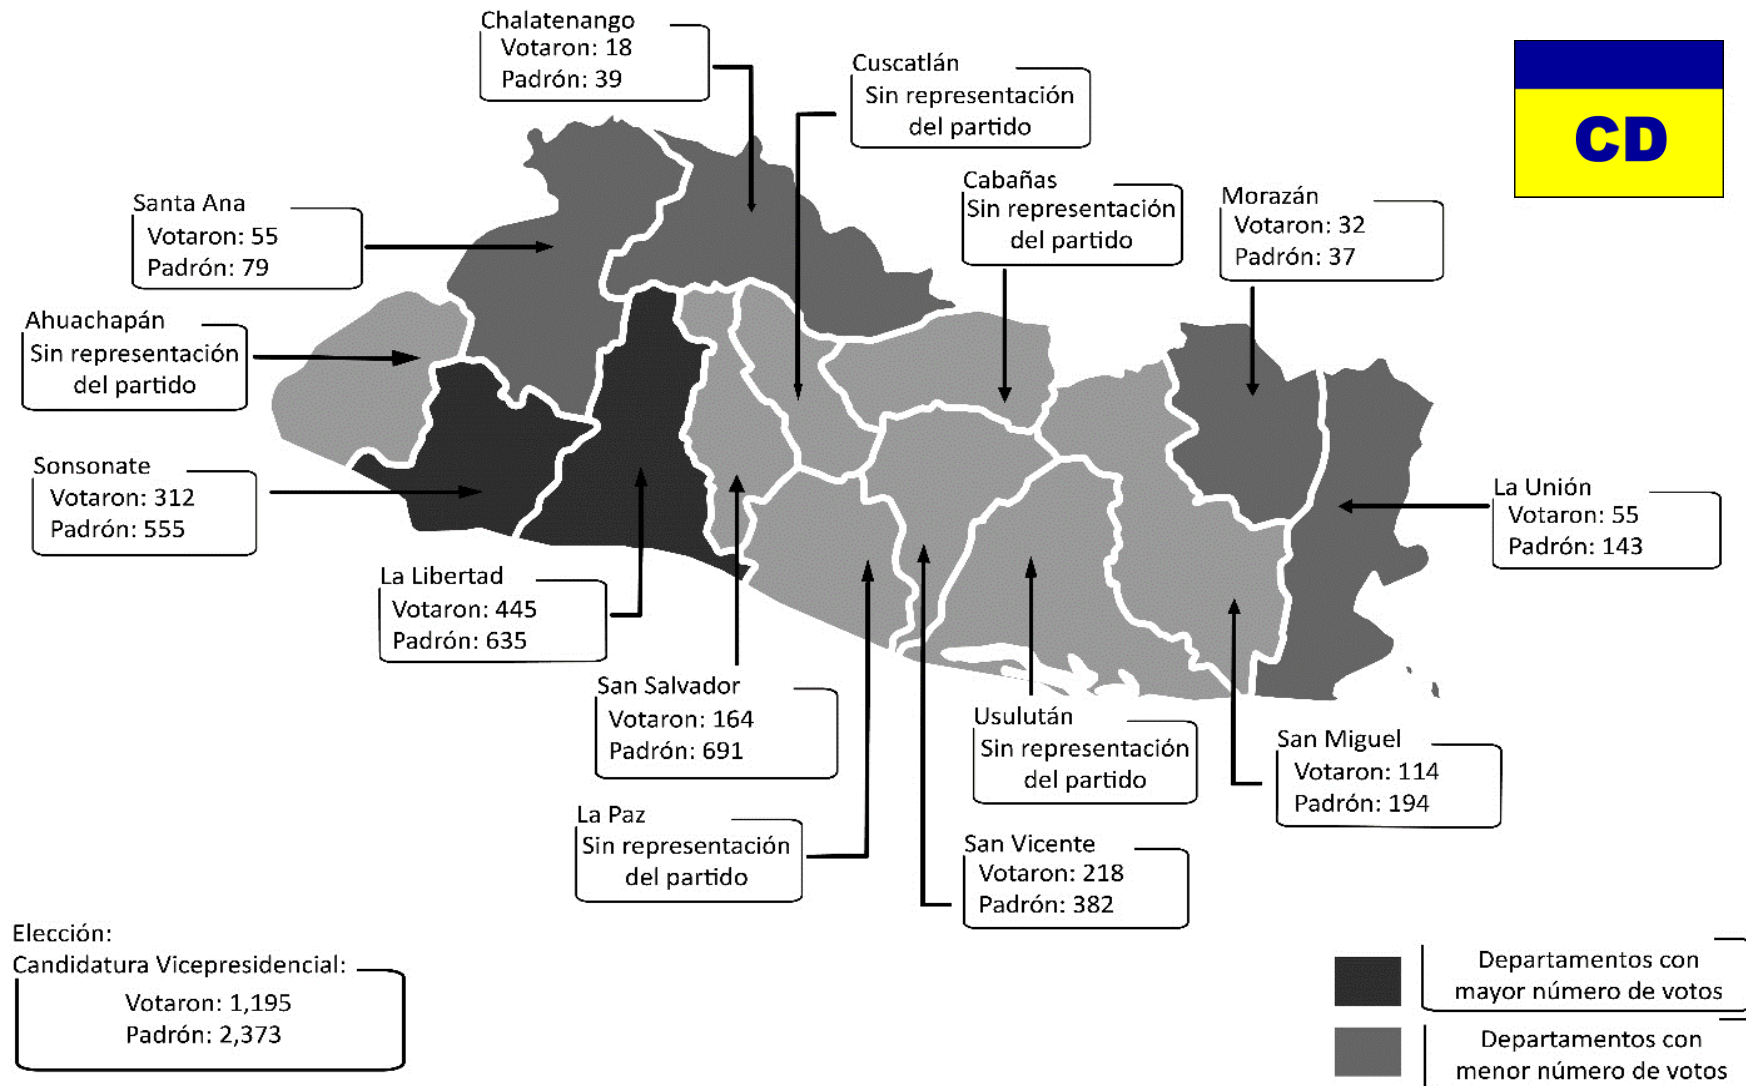 Chalatenango
Votaron: 18
Padrón: 39
Cuscatlán
Sin representación
del partido
CD
Cabañas
Sin representación
del partido
Morazán
Votaron: 32
Padrón: 37
Santa Ana
Votaron: 55
Padrón: 79
Ahuachapán
Sin representación
del partido
Sonsonate
Votaron: 312
Padrón: 555
La Unión
Votaron: 55
Padrón: 143
La Libertad
Votaron: 445
Padrón: 635
San Salvador
Votaron: 164
Padrón: 691
Usulután
Sin representación
del partido
San Miguel
Votaron: 114
Padrón: 194
La Paz
Sin representación
del partido
San Vicente
Votaron: 218
Padrón: 382
Elección:
Candidatura Vicepresidencial:
Votaron: 1,195
Padrón: 2,373
Departamentos con
mayor número de votos
Departamentos con
menor número de votos